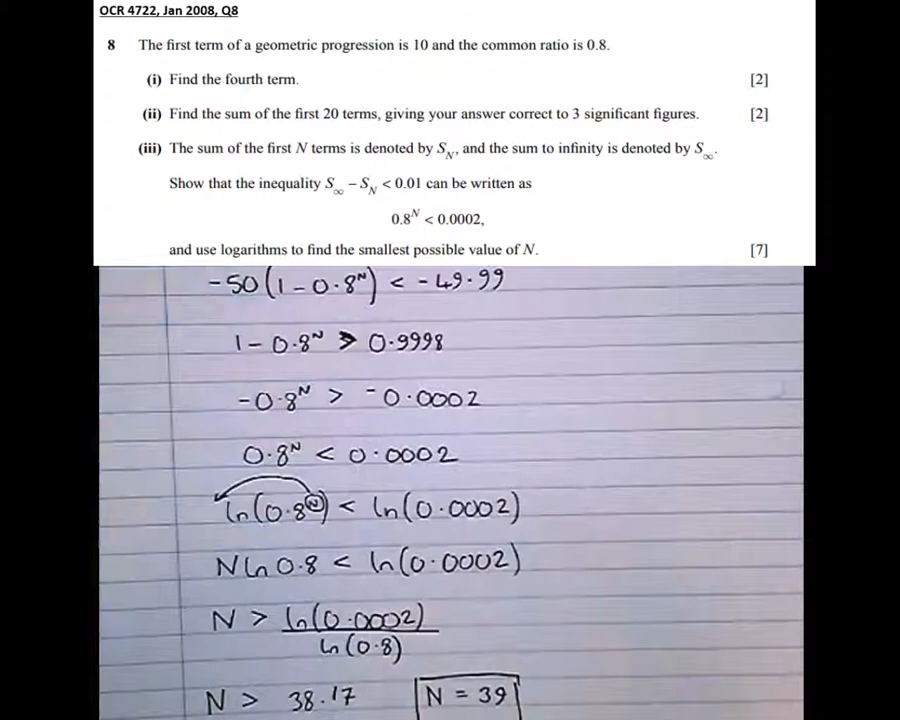 OCR 4722, Jan 2008, Q8
8 The first term of a geometric progression is 10 and the common ratio is 0.8.
(i) Find the fourth term. [2]
(ii) Find the sum of the first 20 terms, giving your answer correct to 3 significant figures. [2]
(iii) The sum of the first N terms is denoted by S_N, and the sum to infinity is denoted by S_∞.
Show that the inequality S_∞ − S_N < 0.01 can be written as
0.8^N < 0.0002,
and use logarithms to find the smallest possible value of N. [7]
-50(1 - 0.8^N) < -49.99
1 - 0.8^N > 0.9998
-0.8^N > -0.0002
0.8^N < 0.0002
ln(0.8^N) < ln(0.0002)
N ln 0.8 < ln(0.0002)
N > ln(0.0002)
ln(0.8)
N > 38.17 N = 39